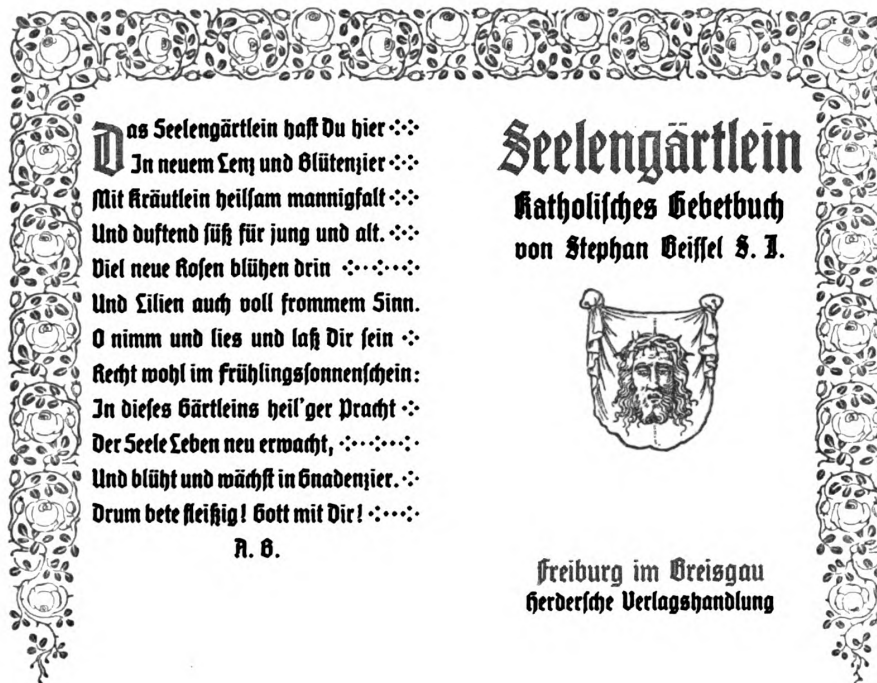 Das Seelengärtlein hast Du hier
In neuem Lenz und Blütenzier
Mit Kräutlein heilsam mannigfalt
Und duftend süß für jung und alt.
Viel neue Rosen blühen drin
Und Lilien auch voll frommem Sinn.
O nimm und lies und laß Dir sein
Recht wohl im Frühlingssonnenschein:
In dieses Gärtleins heil'ger Pracht
Der Seele Leben neu erwacht,
Und blüht und wächst in Gnadenzier.
Drum bete fleißig! Gott mit Dir!
A. B.
Seelengärtlein
Katholisches Gebetbuch
von Stephan Beissel S. J.
Freiburg im Breisgau
Herdersche Verlagshandlung